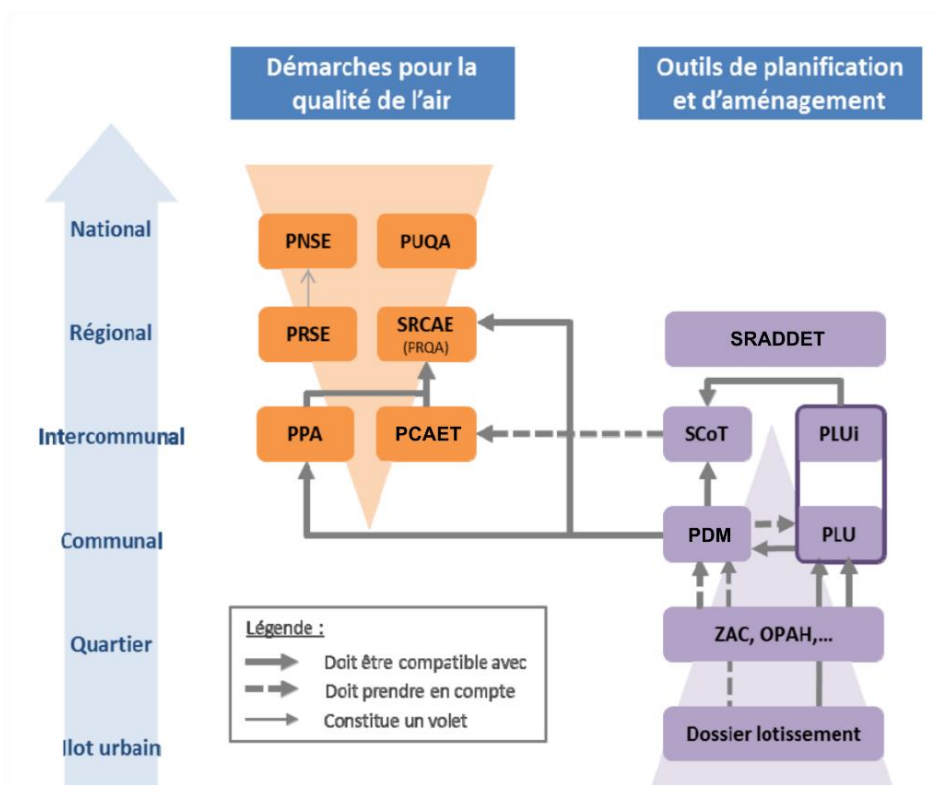 Démarches pour la
qualité de l'air
Outils de planification
et d'aménagement
National
PNSE
PUQA
Régional
PRSE
SRCAE
(PRQA)
SRADDET
Intercommunal
PPA
PCAET
SCoT
PLUi
Communal
PDM
PLU
Quartier
ZAC, OPAH,...
Légende :
Doit être compatible avec
Doit prendre en compte
Constitue un volet
Ilot urbain
Dossier lotissement